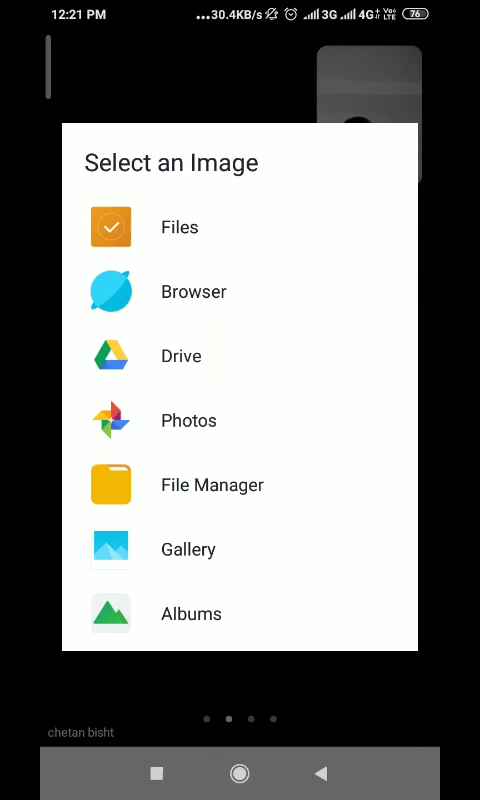 12:21 PM
...30.4KB/s 3G 4G+ Vo LTE 76
Select an Image
Files
Browser
Drive
Photos
File Manager
Gallery
Albums
chetan bisht